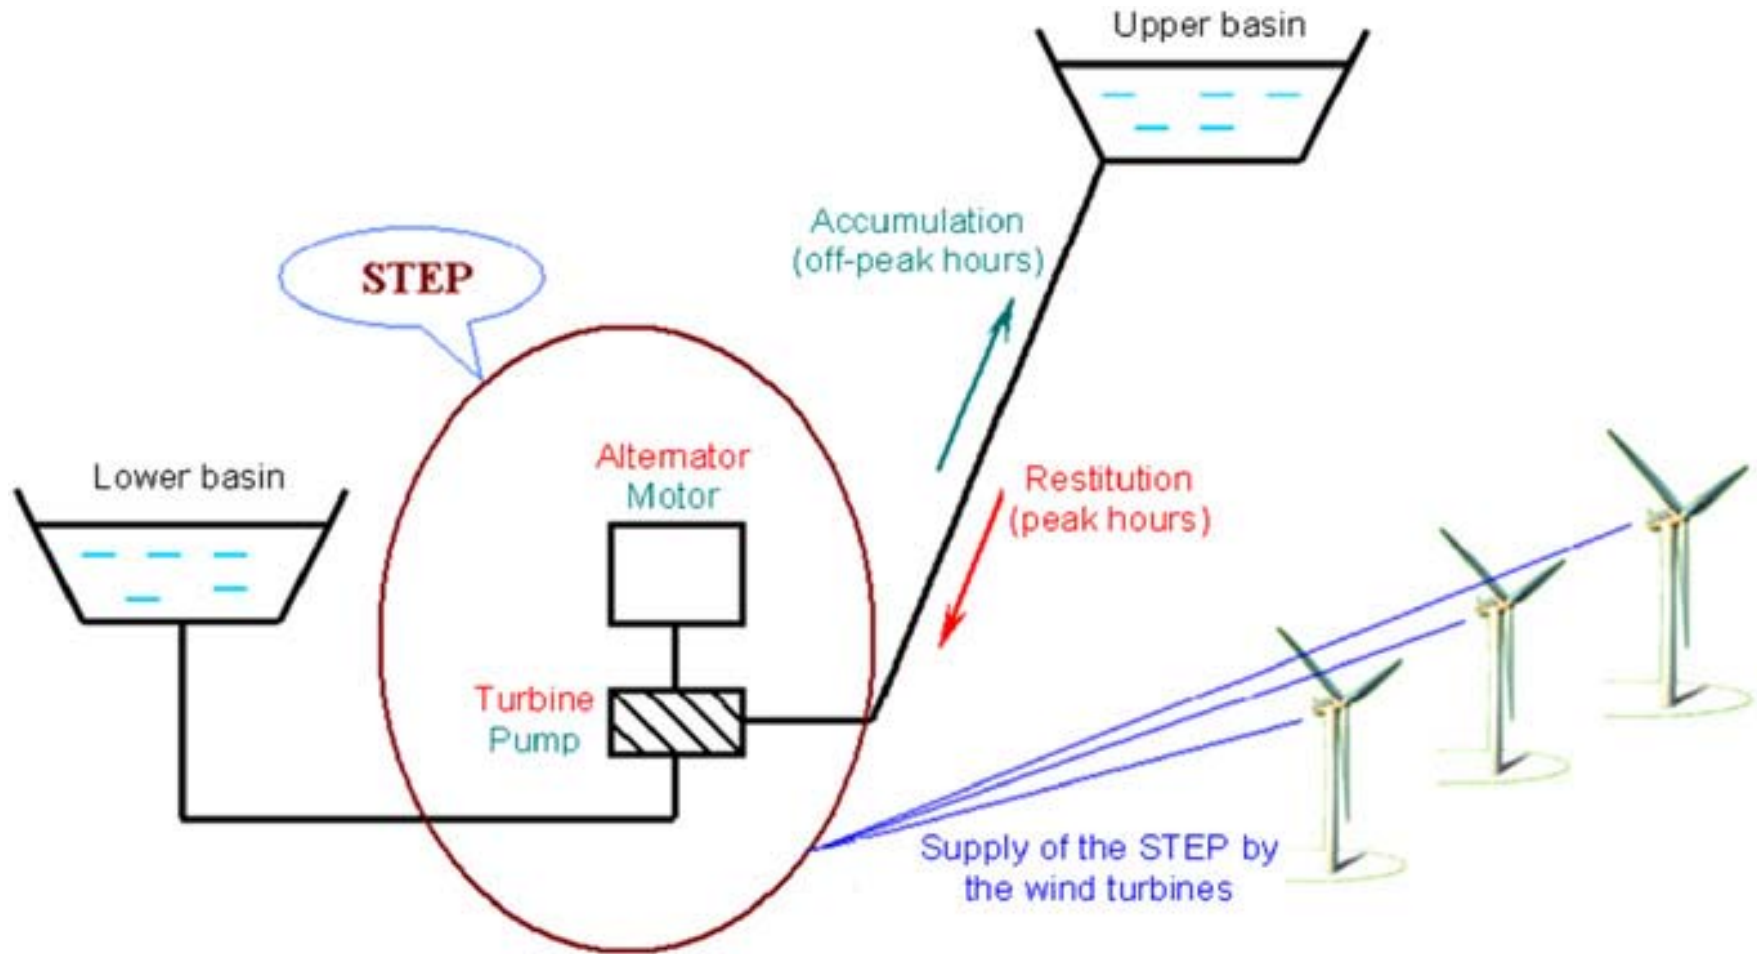 Upper basin
Accumulation
(off-peak hours)
STEP
Alternator
Motor
Lower basin
Restitution
(peak hours)
Turbine
Pump
Supply of the STEP by
the wind turbines